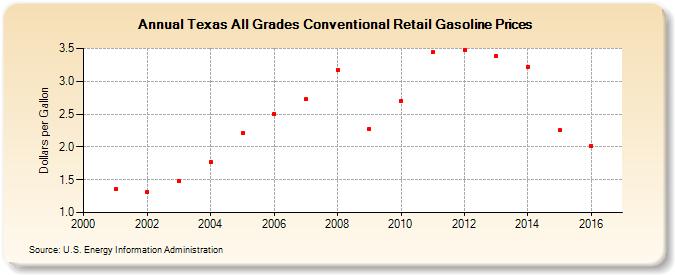 Annual Texas All Grades Conventional Retail Gasoline Prices
Dollars per Gallon
3.5
3.0
2.5
2.0
1.5
1.0
2000 2002 2004 2006 2008 2010 2012 2014 2016
Source: U.S. Energy Information Administration